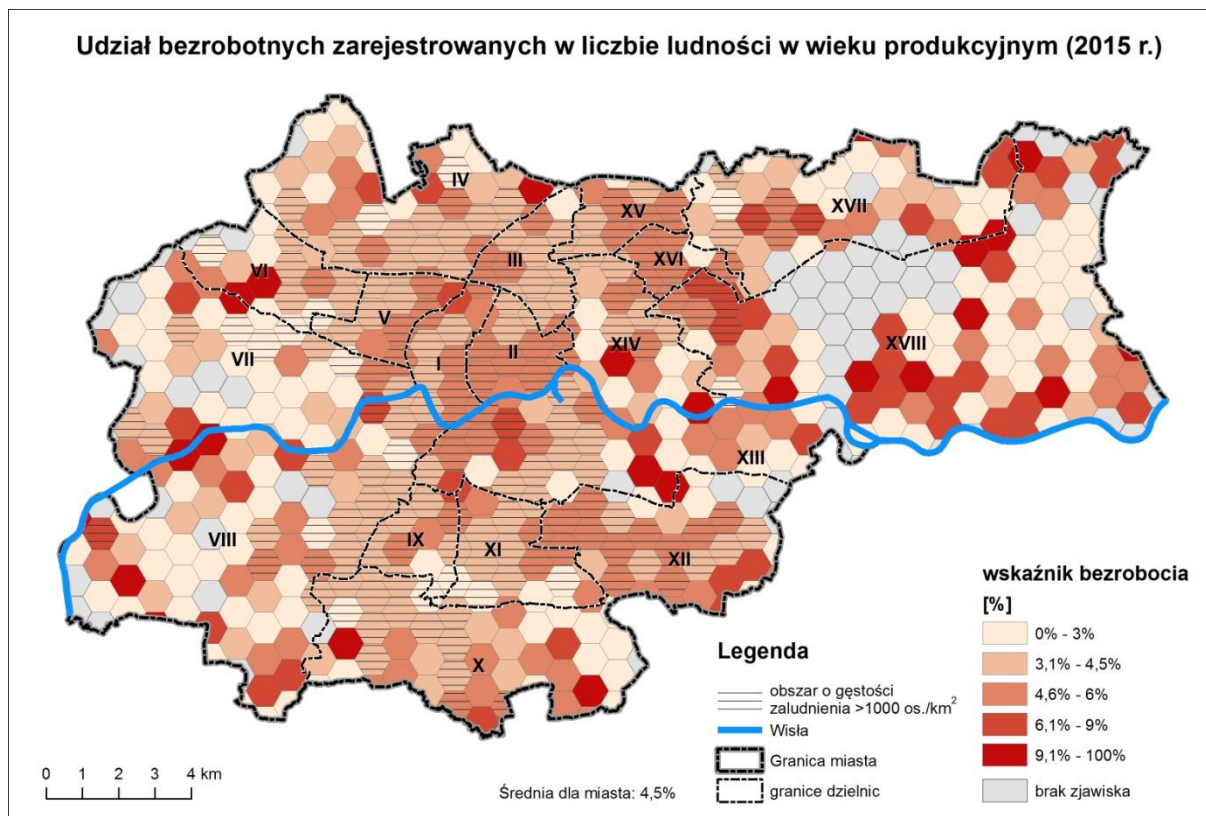 Udział bezrobotnych zarejestrowanych w liczbie ludności w wieku produkcyjnym (2015 r.)
IV
XV
XVII
III
XVI
VI
V
XVIII
VII
I
II
XIV
XIII
VIII
IX
XI
XII
X
wskaźnik bezrobocia
[%]
0% - 3%
3,1% - 4,5%
4,6% - 6%
6,1% - 9%
9,1% - 100%
brak zjawiska
Legenda
obszar o gęstości
zaludnienia >1000 os./km²
Wisła
Granica miasta
granice dzielnic
0 1 2 3 4 km
Średnia dla miasta: 4,5%